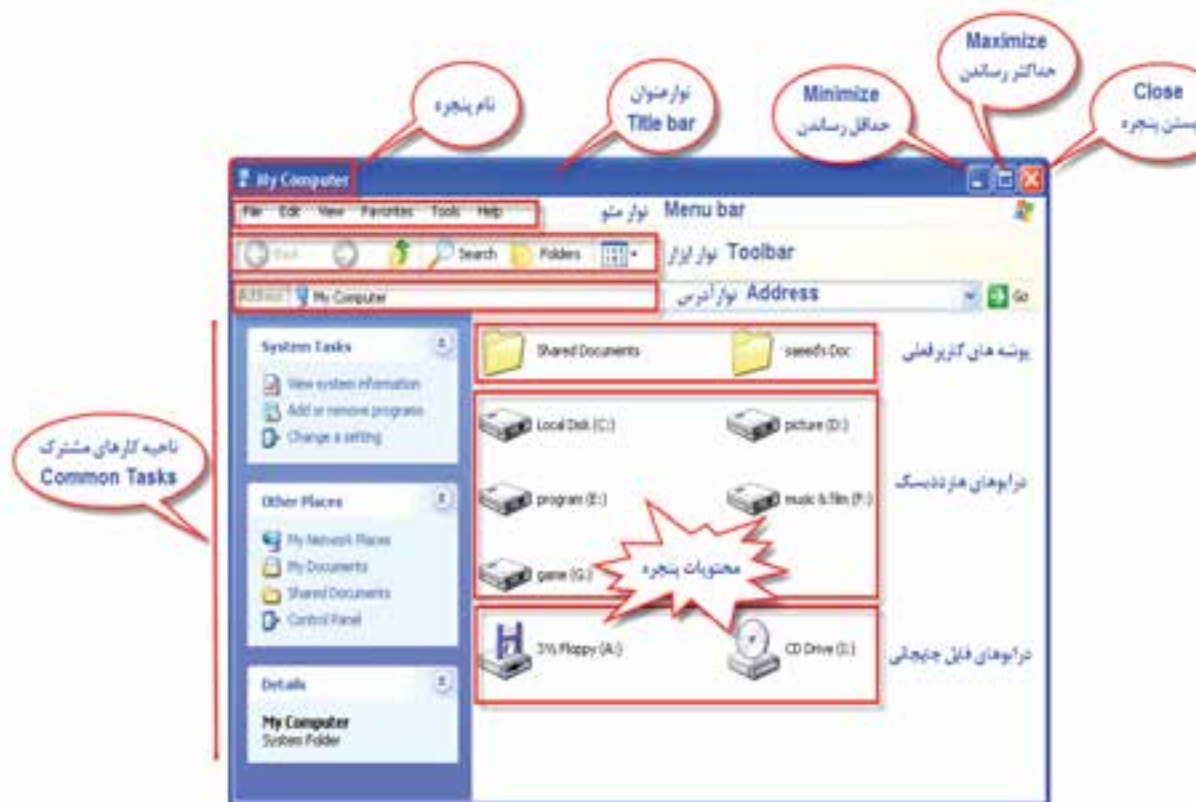 Maximize
حداکثر رساندن
Close
بستن پنجره
Minimize
حداقل رساندن
نوار عنوان
Title bar
نام پنجره
My Computer
File Edit View Favorites Tools Help
نوار منو Menu bar
Back Search Folders
نوار ابزار Toolbar
Address My Computer
نوار آدرس Address
Go
System Tasks
View system information
Add or remove programs
Change a setting
Other Places
My Network Places
My Documents
Shared Documents
Control Panel
Details
My Computer
System Folder
ناحیه کارهای مشترک
Common Tasks
Shared Documents
saeed's Doc
پوشه های کاربر فعلی
Local Disk (C:)
picture (D:)
program (E:)
music & film (F:)
game (G:)
درایوهای هارددیسک
محتویات پنجره
3½ Floppy (A:)
CD Drive (I:)
درایوهای قابل جابجائی